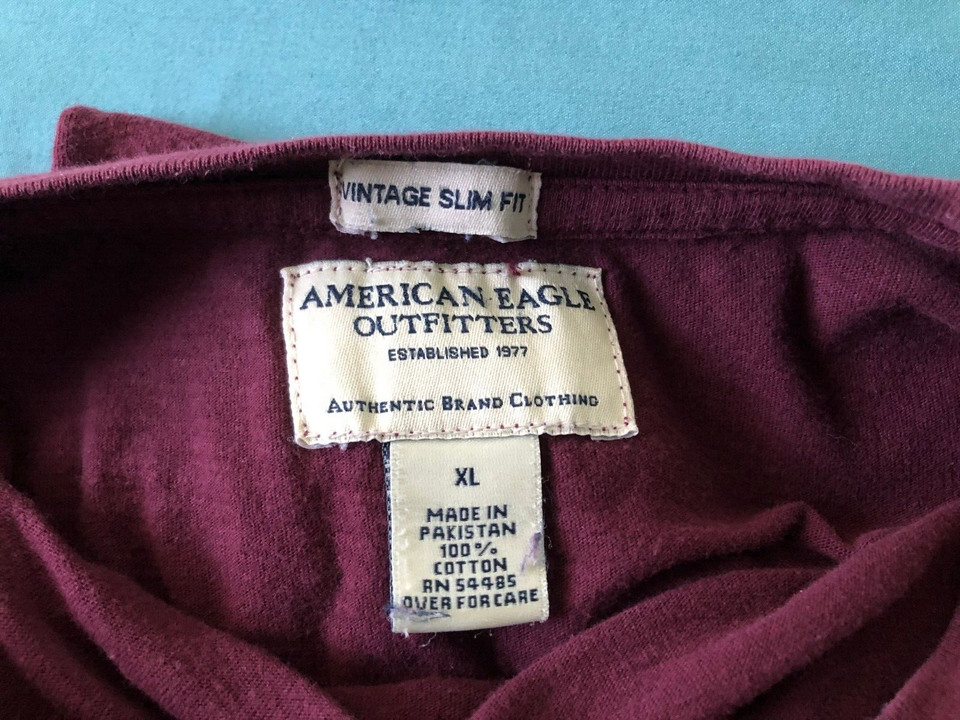 VINTAGE SLIM FIT
AMERICAN·EAGLE
OUTFITTERS
ESTABLISHED 1977
AUTHENTIC BRAND CLOTHING
XL
MADE IN
PAKISTAN
100%
COTTON
RN 54485
OVER FOR CARE